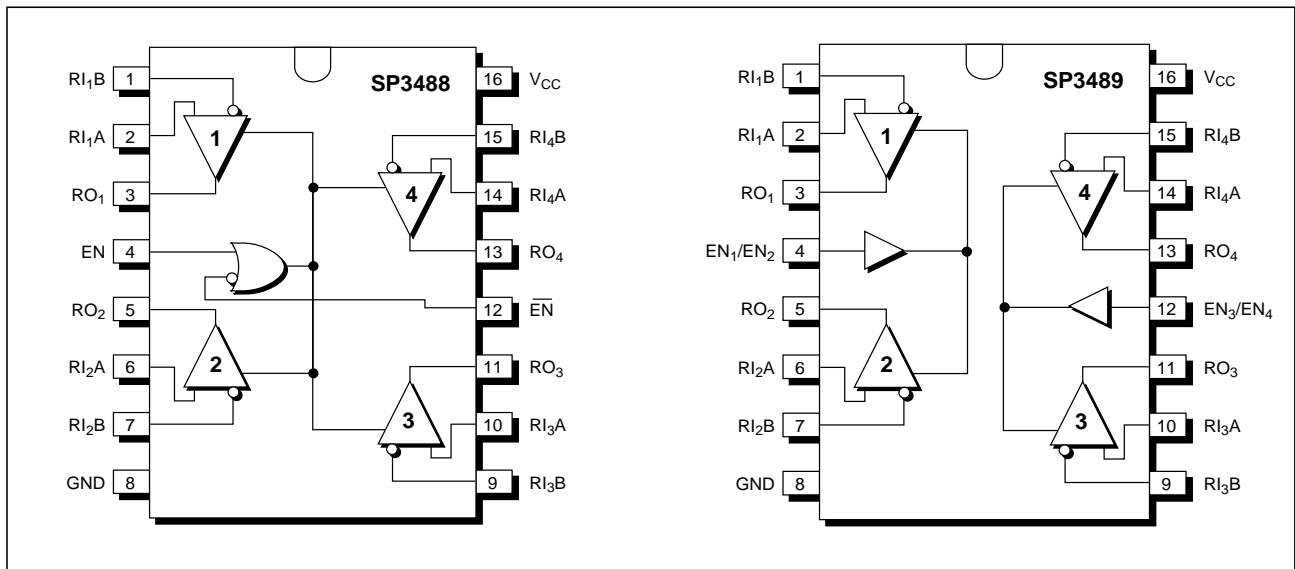 SP3488
RI₁B 1
RI₁A 2
RO₁ 3
EN 4
RO₂ 5
RI₂A 6
RI₂B 7
GND 8
16 V_CC
15 RI₄B
14 RI₄A
13 RO₄
12 E̅N̅
11 RO₃
10 RI₃A
9 RI₃B
1
4
2
3
SP3489
RI₁B 1
RI₁A 2
RO₁ 3
EN₁/EN₂ 4
RO₂ 5
RI₂A 6
RI₂B 7
GND 8
16 V_CC
15 RI₄B
14 RI₄A
13 RO₄
12 EN₃/EN₄
11 RO₃
10 RI₃A
9 RI₃B
1
4
2
3